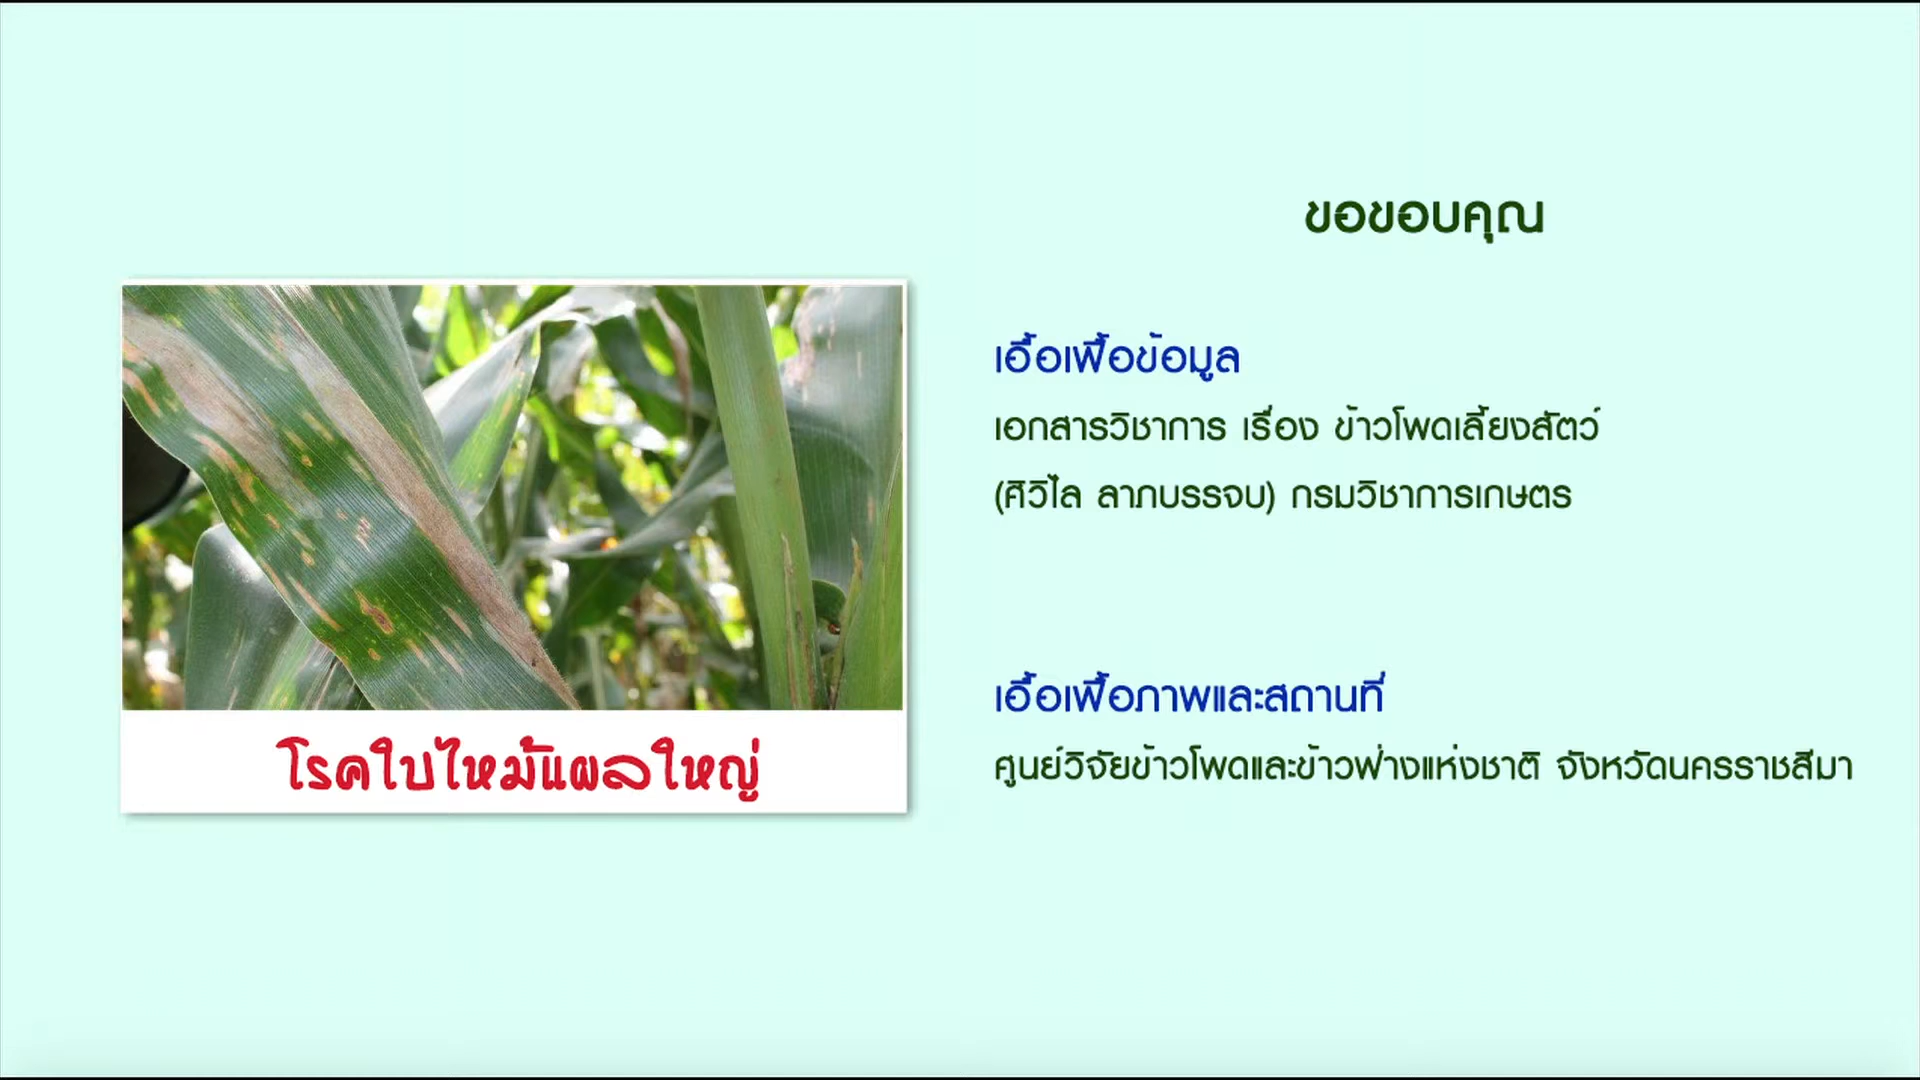 ขอขอบคุณ
เอื้อเฟื้อข้อมูล
เอกสารวิชาการ เรื่อง ข้าวโพดเลี้ยงสัตว์
(ศิวิไล ลาภบรรจบ) กรมวิชาการเกษตร
เอื้อเฟื้อภาพและสถานที่
ศูนย์วิจัยข้าวโพดและข้าวฟ่างแห่งชาติ จังหวัดนครราชสีมา
โรคใบไหม้แผลใหญ่